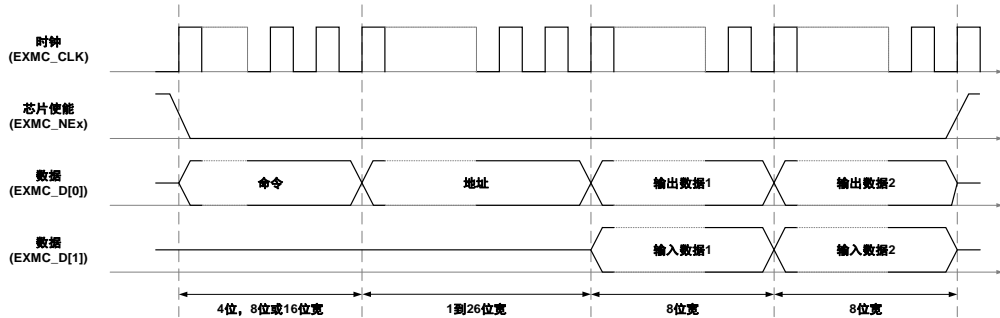 时钟
(EXMC_CLK)
芯片使能
(EXMC_NEx)
数据
(EXMC_D[0])
命令
地址
输出数据1
输出数据2
数据
(EXMC_D[1])
输入数据1
输入数据2
4位，8位或16位宽
1到26位宽
8位宽
8位宽